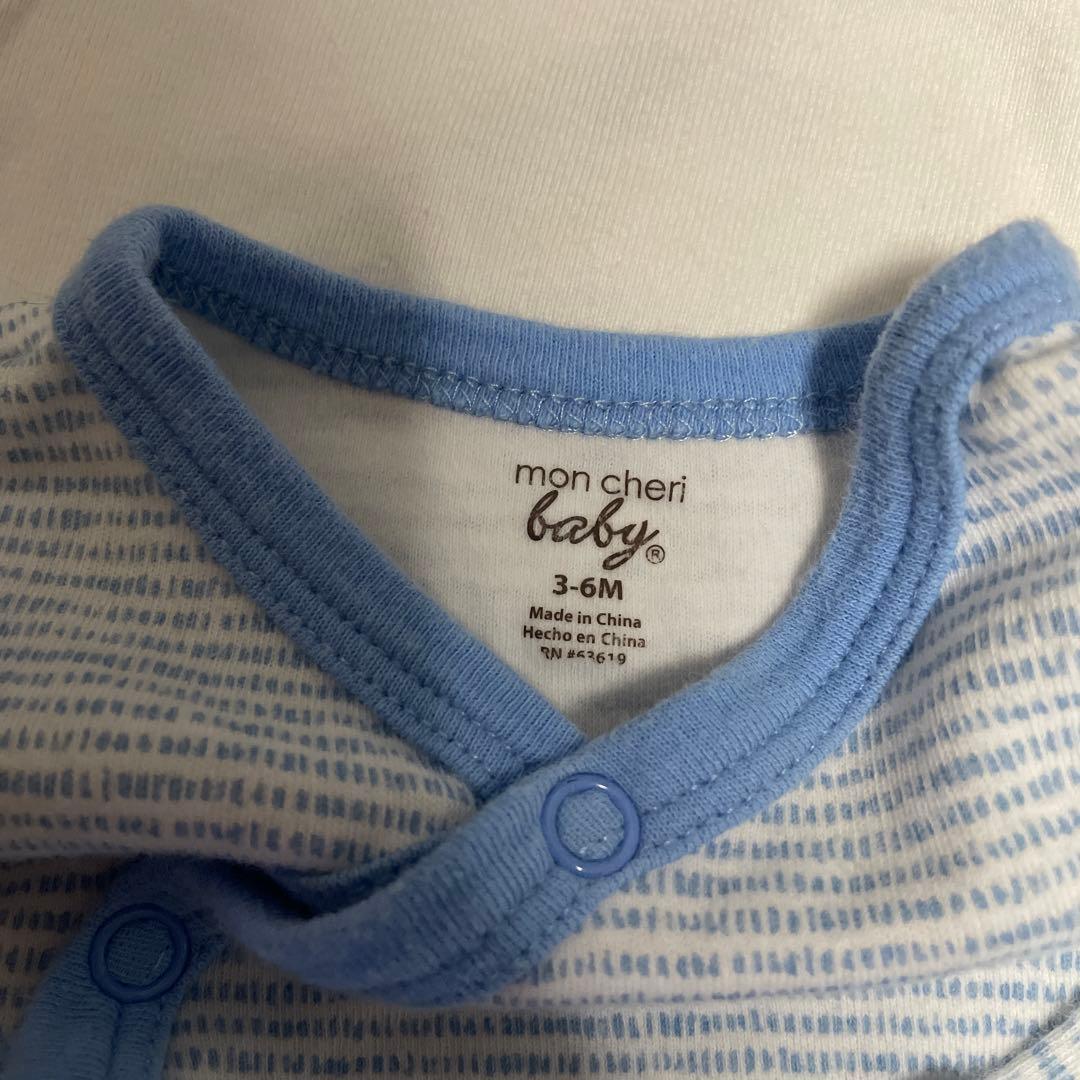 mon cheri
baby®
3-6M
Made in China
Hecho en China
RN #63619